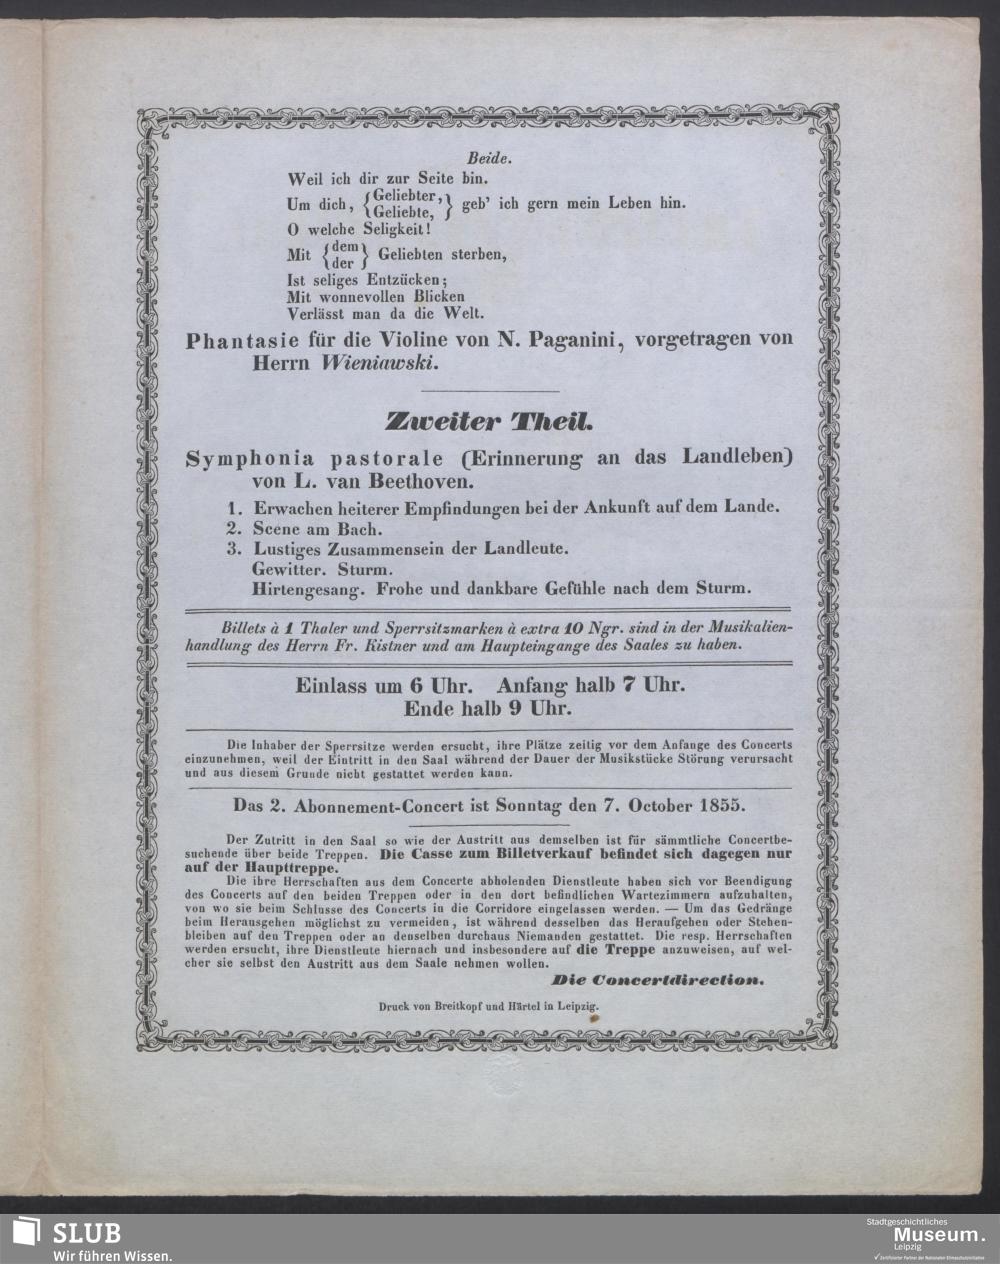 Beide.
Weil ich dir zur Seite bin.
Um dich, {Geliebter, Geliebte,} geb' ich gern mein Leben hin.
O welche Seligkeit!
Mit {dem der} Geliebten sterben,
Ist seliges Entzücken;
Mit wonnevollen Blicken
Verlässt man da die Welt.
Phantasie für die Violine von N. Paganini, vorgetragen von
Herrn Wieniawski.
Zweiter Theil.
Symphonia pastorale (Erinnerung an das Landleben)
von L. van Beethoven.
1. Erwachen heiterer Empfindungen bei der Ankunft auf dem Lande.
2. Scene am Bach.
3. Lustiges Zusammensein der Landleute.
Gewitter. Sturm.
Hirtengesang. Frohe und dankbare Gefühle nach dem Sturm.
Billets à 1 Thaler und Sperrsitzmarken à extra 10 Ngr. sind in der Musikalien-
handlung des Herrn Fr. Kistner und am Haupteingange des Saales zu haben.
Einlass um 6 Uhr. Anfang halb 7 Uhr.
Ende halb 9 Uhr.
Die Inhaber der Sperrsitze werden ersucht, ihre Plätze zeitig vor dem Anfange des Concerts
einzunehmen, weil der Eintritt in den Saal während der Dauer der Musikstücke Störung verursacht
und aus diesem Grunde nicht gestattet werden kann.
Das 2. Abonnement-Concert ist Sonntag den 7. October 1855.
Der Zutritt in den Saal so wie der Austritt aus demselben ist für sämmtliche Concertbe-
suchende über beide Treppen. Die Casse zum Billetverkauf befindet sich dagegen nur
auf der Haupttreppe.
Die ihre Herrschaften aus dem Concerte abholenden Dienstleute haben sich vor Beendigung
des Concerts auf den beiden Treppen oder in den dort befindlichen Wartezimmern aufzuhalten,
von wo sie beim Schlusse des Concerts in die Corridore eingelassen werden. — Um das Gedränge
beim Herausgehen möglichst zu vermeiden, ist während desselben das Heraufgehen oder Stehen-
bleiben auf den Treppen oder an denselben durchaus Niemanden gestattet. Die resp. Herrschaften
werden ersucht, ihre Dienstleute hiernach und insbesondere auf die Treppe anzuweisen, auf wel-
cher sie selbst den Austritt aus dem Saale nehmen wollen.
Die Concertdirection.
Druck von Breitkopf und Härtel in Leipzig.
SLUB
Wir führen Wissen.
Stadtgeschichtliches
Museum.
Leipzig
Zertifizierter Partner der Nationalen Klimaschutzinitiative